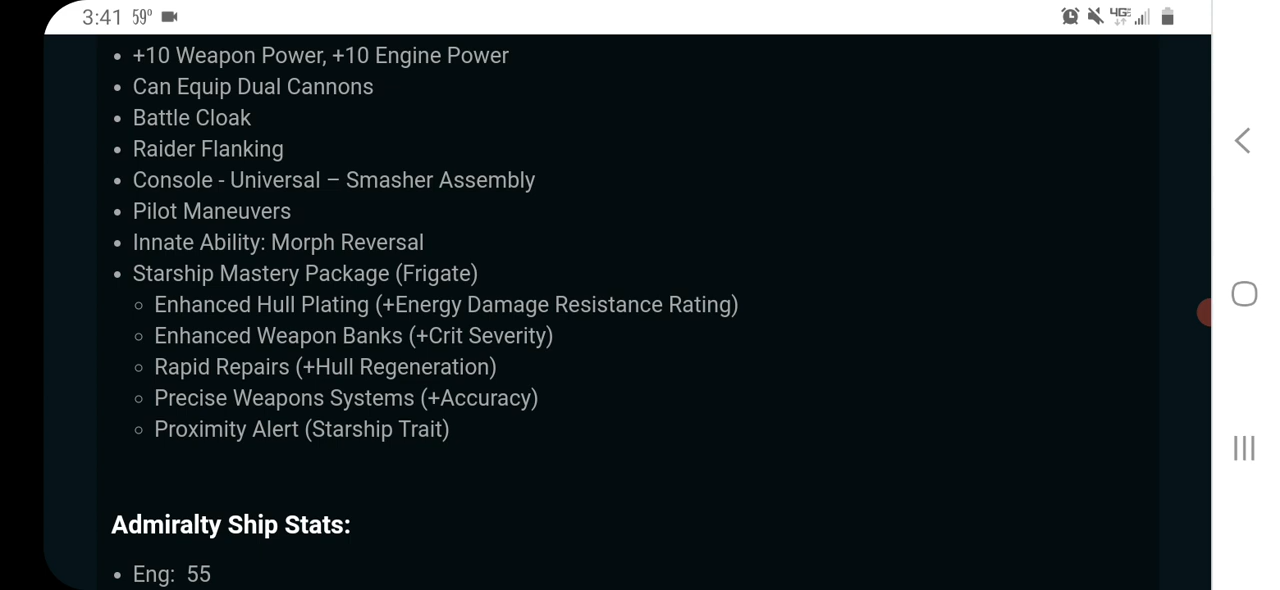 3:41 59°
4G
+10 Weapon Power, +10 Engine Power
Can Equip Dual Cannons
Battle Cloak
Raider Flanking
Console - Universal – Smasher Assembly
Pilot Maneuvers
Innate Ability: Morph Reversal
Starship Mastery Package (Frigate)
Enhanced Hull Plating (+Energy Damage Resistance Rating)
Enhanced Weapon Banks (+Crit Severity)
Rapid Repairs (+Hull Regeneration)
Precise Weapons Systems (+Accuracy)
Proximity Alert (Starship Trait)
Admiralty Ship Stats:
Eng: 55